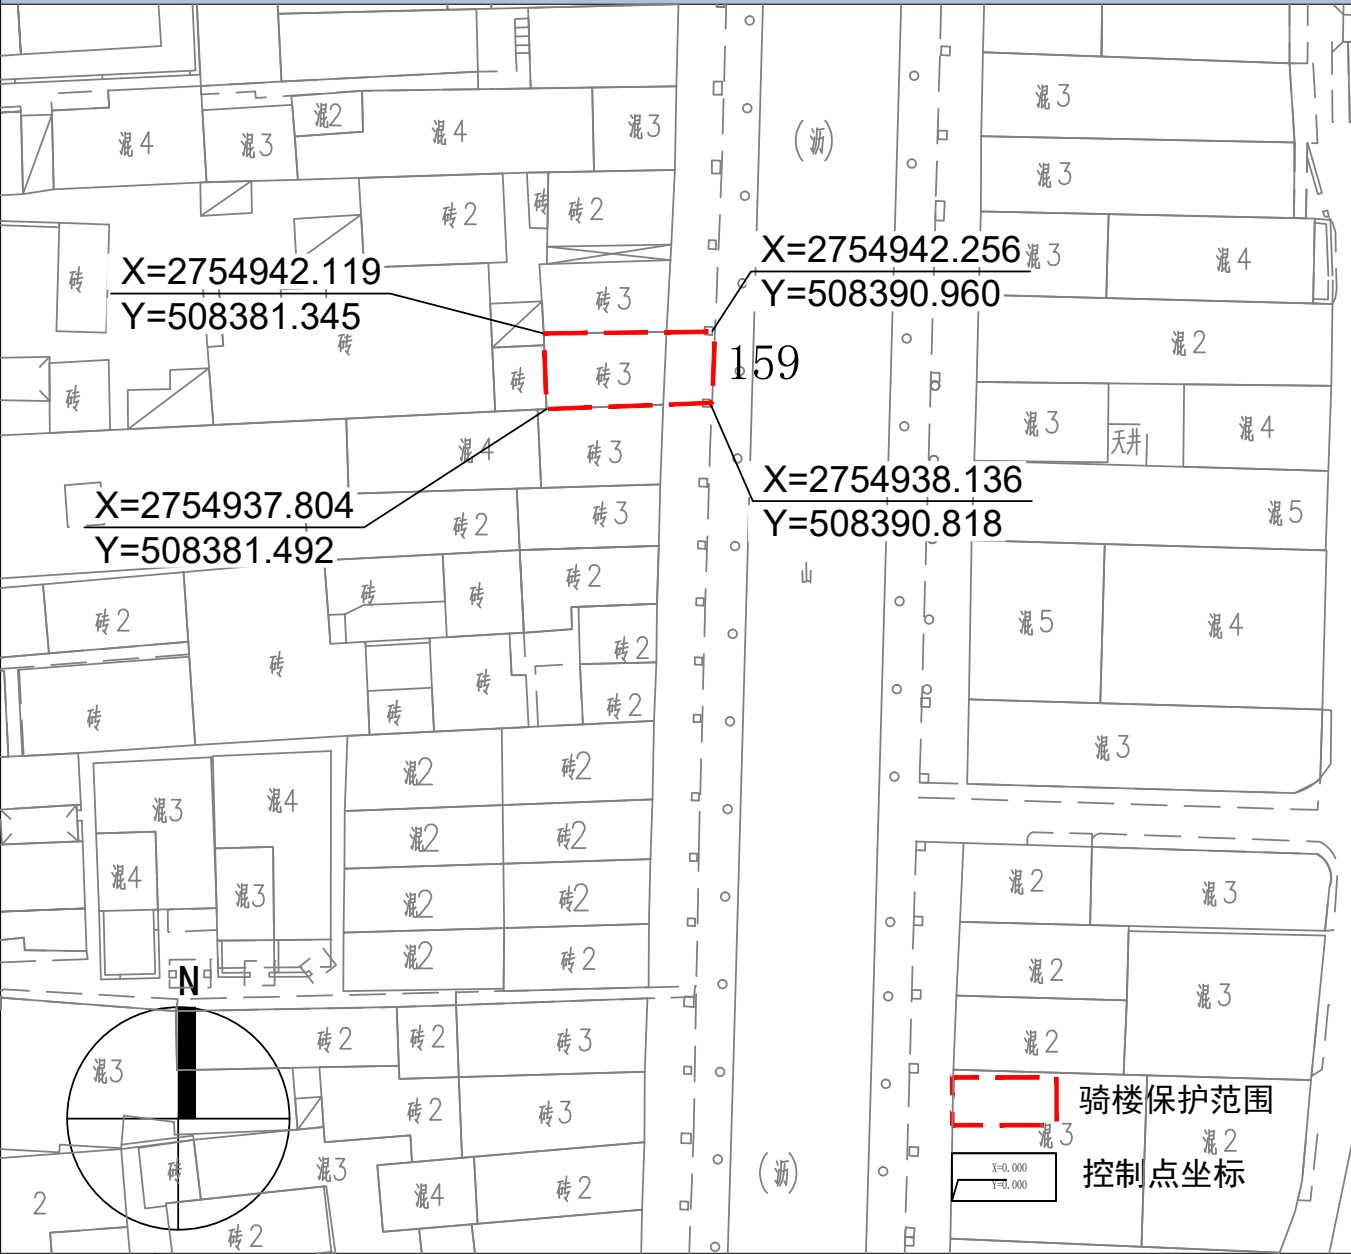 混3
混2
混4
混3
混4
混3
混3
砖2
砖
砖2
X=2754942.119
Y=508381.345
X=2754942.256
Y=508390.960
混3
混4
砖
砖3
砖
混2
砖
砖
砖3
159
混3
天井
混4
混4
砖3
X=2754938.136
Y=508390.818
X=2754937.804
Y=508381.492
砖2
砖3
混5
砖
砖
砖2
山
砖2
混5
混4
砖
砖2
砖
砖
砖
砖2
混3
混2
砖2
混3
混4
混2
砖2
混4
混3
混2
砖2
混2
混3
混2
砖2
混2
混3
N
砖2
砖2
砖3
混2
混3
砖2
砖3
骑楼保护范围
混3
混2
砖
混3
混4
砖2
(沥)
X=0.000
Y=0.000
控制点坐标
2
砖2
(沥)